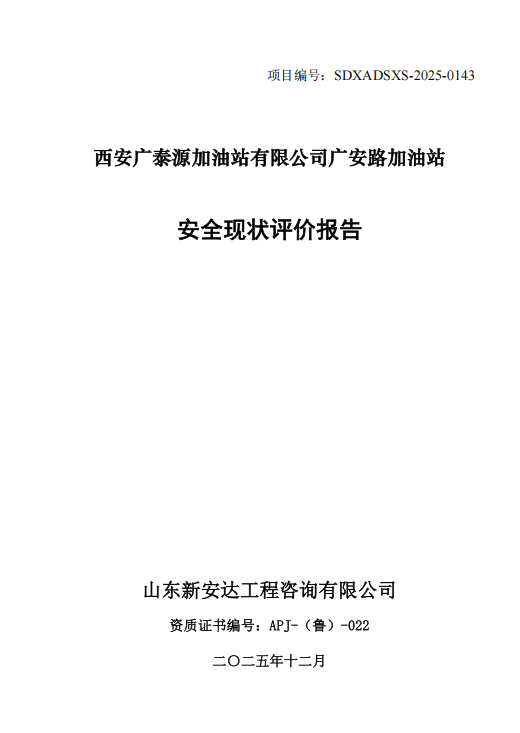 项目编号：SDXADSXS-2025-0143
西安广泰源加油站有限公司广安路加油站
安全现状评价报告
山东新安达工程咨询有限公司
资质证书编号：APJ-（鲁）-022
二〇二五年十二月